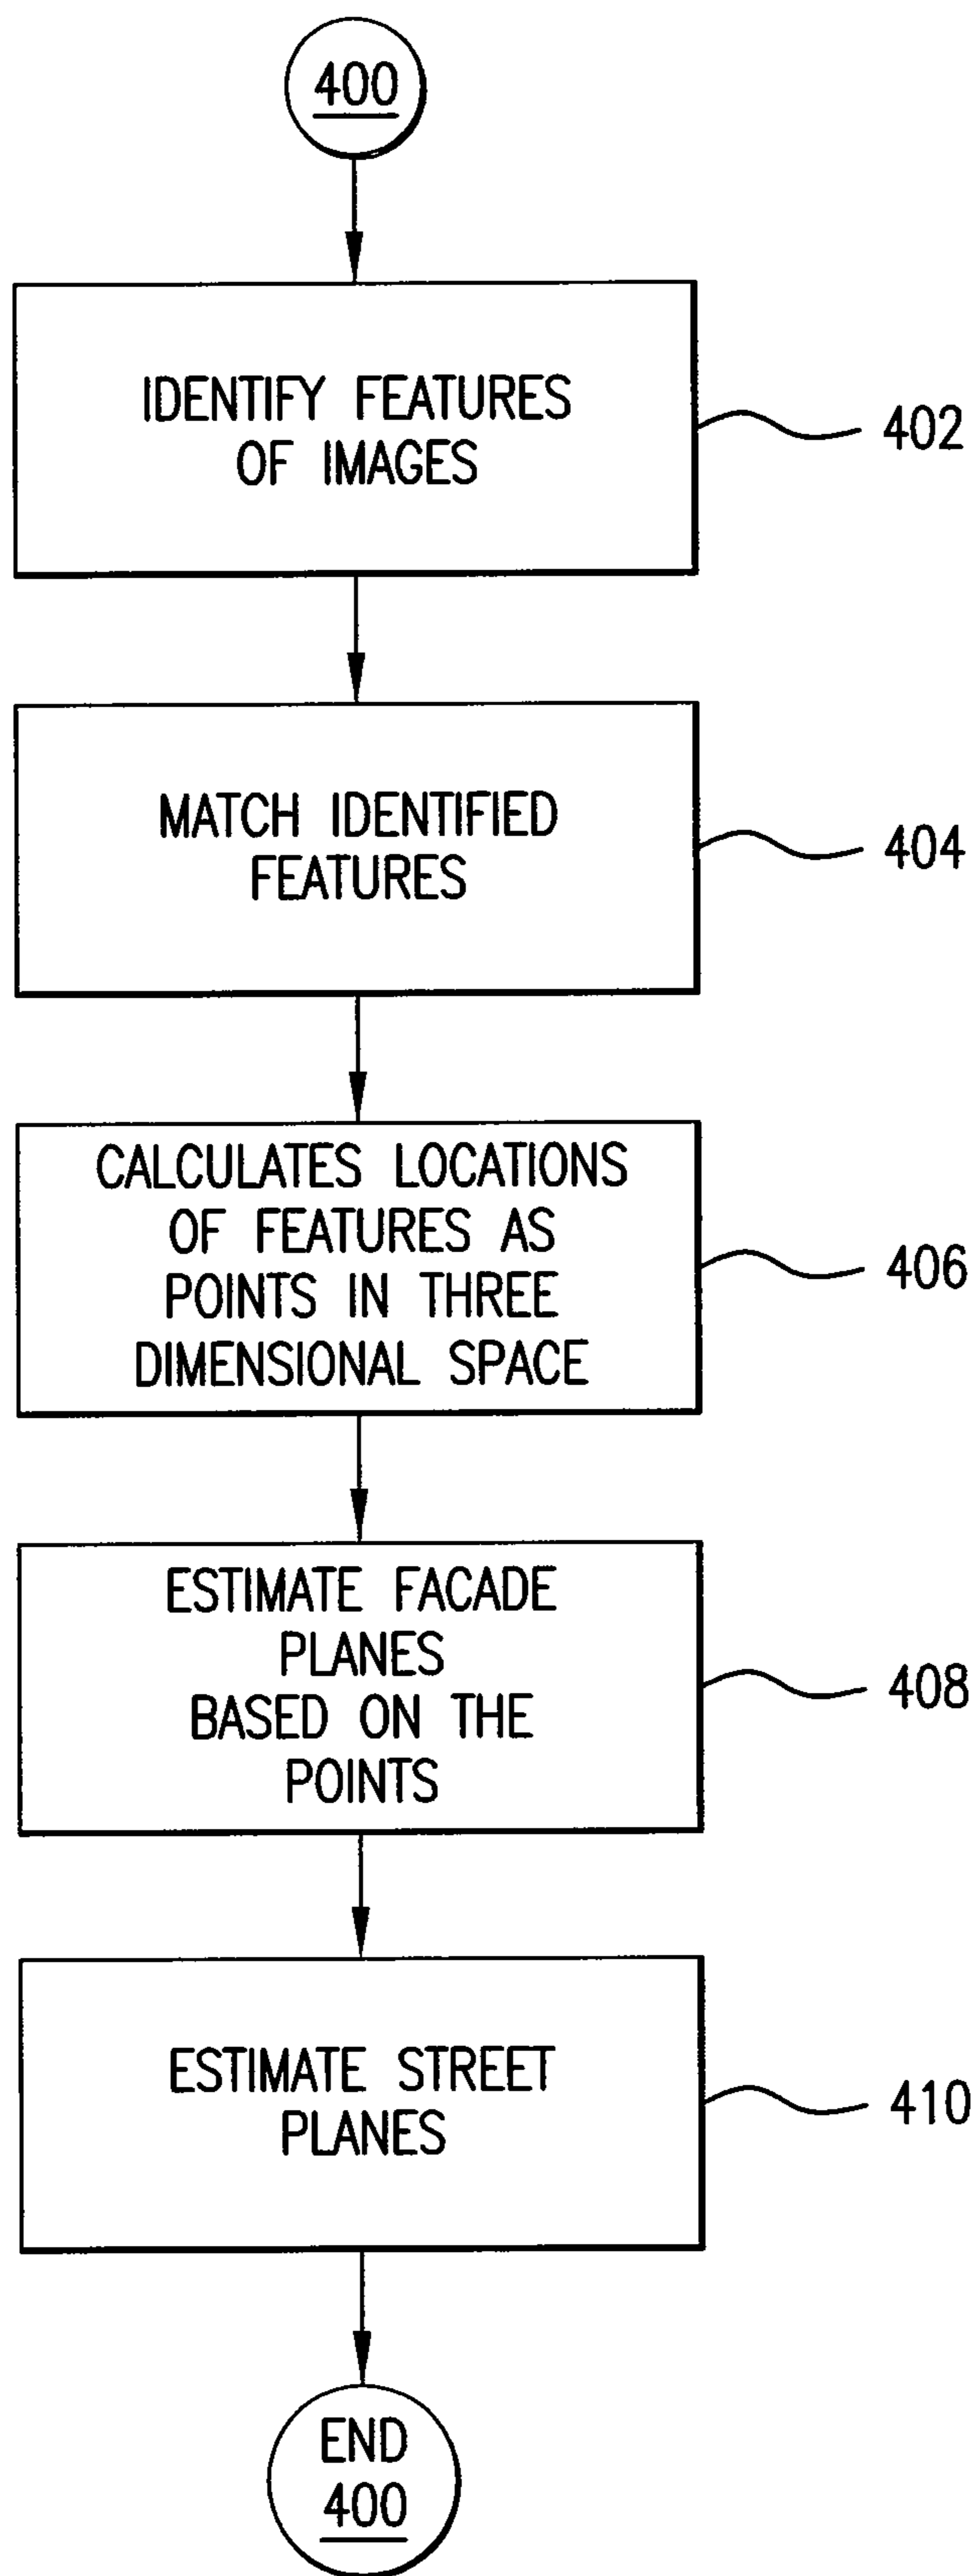 400
IDENTIFY FEATURES
OF IMAGES
402
MATCH IDENTIFIED
FEATURES
404
CALCULATES LOCATIONS
OF FEATURES AS
POINTS IN THREE
DIMENSIONAL SPACE
406
ESTIMATE FACADE
PLANES
BASED ON THE
POINTS
408
ESTIMATE STREET
PLANES
410
END
400